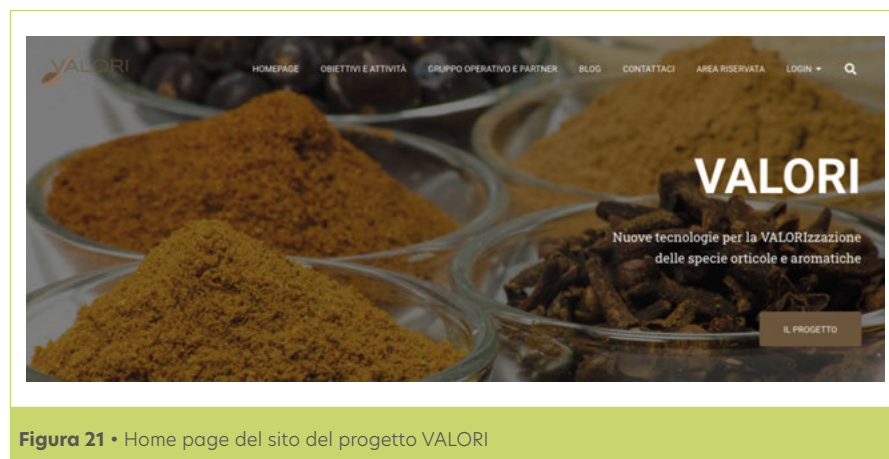 VALORI
HOMEPAGE OBIETTIVI E ATTIVITÀ GRUPPO OPERATIVO E PARTNER BLOG CONTATTACI AREA RISERVATA LOGIN
VALORI
Nuove tecnologie per la VALORIzzazione
delle specie orticole e aromatiche
IL PROGETTO
Figura 21 • Home page del sito del progetto VALORI